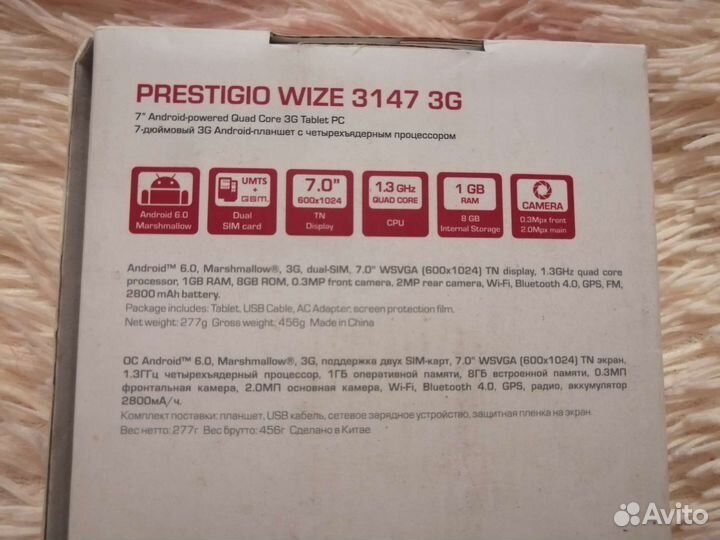 PRESTIGIO WIZE 3147 3G
7" Android-powered Quad Core 3G Tablet PC
7-дюймовый 3G Android-планшет с четырехъядерным процессором
Android 6.0
Marshmallow
UMTS
+
GSM
Dual
SIM card
7.0"
600x1024
TN
Display
1.3 GHz
QUAD CORE
CPU
1 GB
RAM
8 GB
Internal Storage
CAMERA
0.3Mpx front
2.0Mpx main
Android™ 6.0, Marshmallow®, 3G, dual-SIM, 7.0" WSVGA (600x1024) TN display, 1.3GHz quad core
processor, 1GB RAM, 8GB ROM, 0.3MP front camera, 2MP rear camera, Wi-Fi, Bluetooth 4.0, GPS, FM,
2800 mAh battery.
Package includes: Tablet, USB Cable, AC Adapter, screen protection film.
Net weight: 277g Gross weight: 456g Made in China
ОС Android™ 6.0, Marshmallow®, 3G, поддержка двух SIM-карт, 7.0" WSVGA (600x1024) TN экран,
1.3ГГц четырехъядерный процессор, 1ГБ оперативной памяти, 8ГБ встроенной памяти, 0.3МП
фронтальная камера, 2.0МП основная камера, Wi-Fi, Bluetooth 4.0, GPS, радио, аккумулятор
2800мА/ч.
Комплект поставки: планшет, USB кабель, сетевое зарядное устройство, защитная пленка на экран.
Вес нетто: 277г Вес брутто: 456г Сделано в Китае
Avito